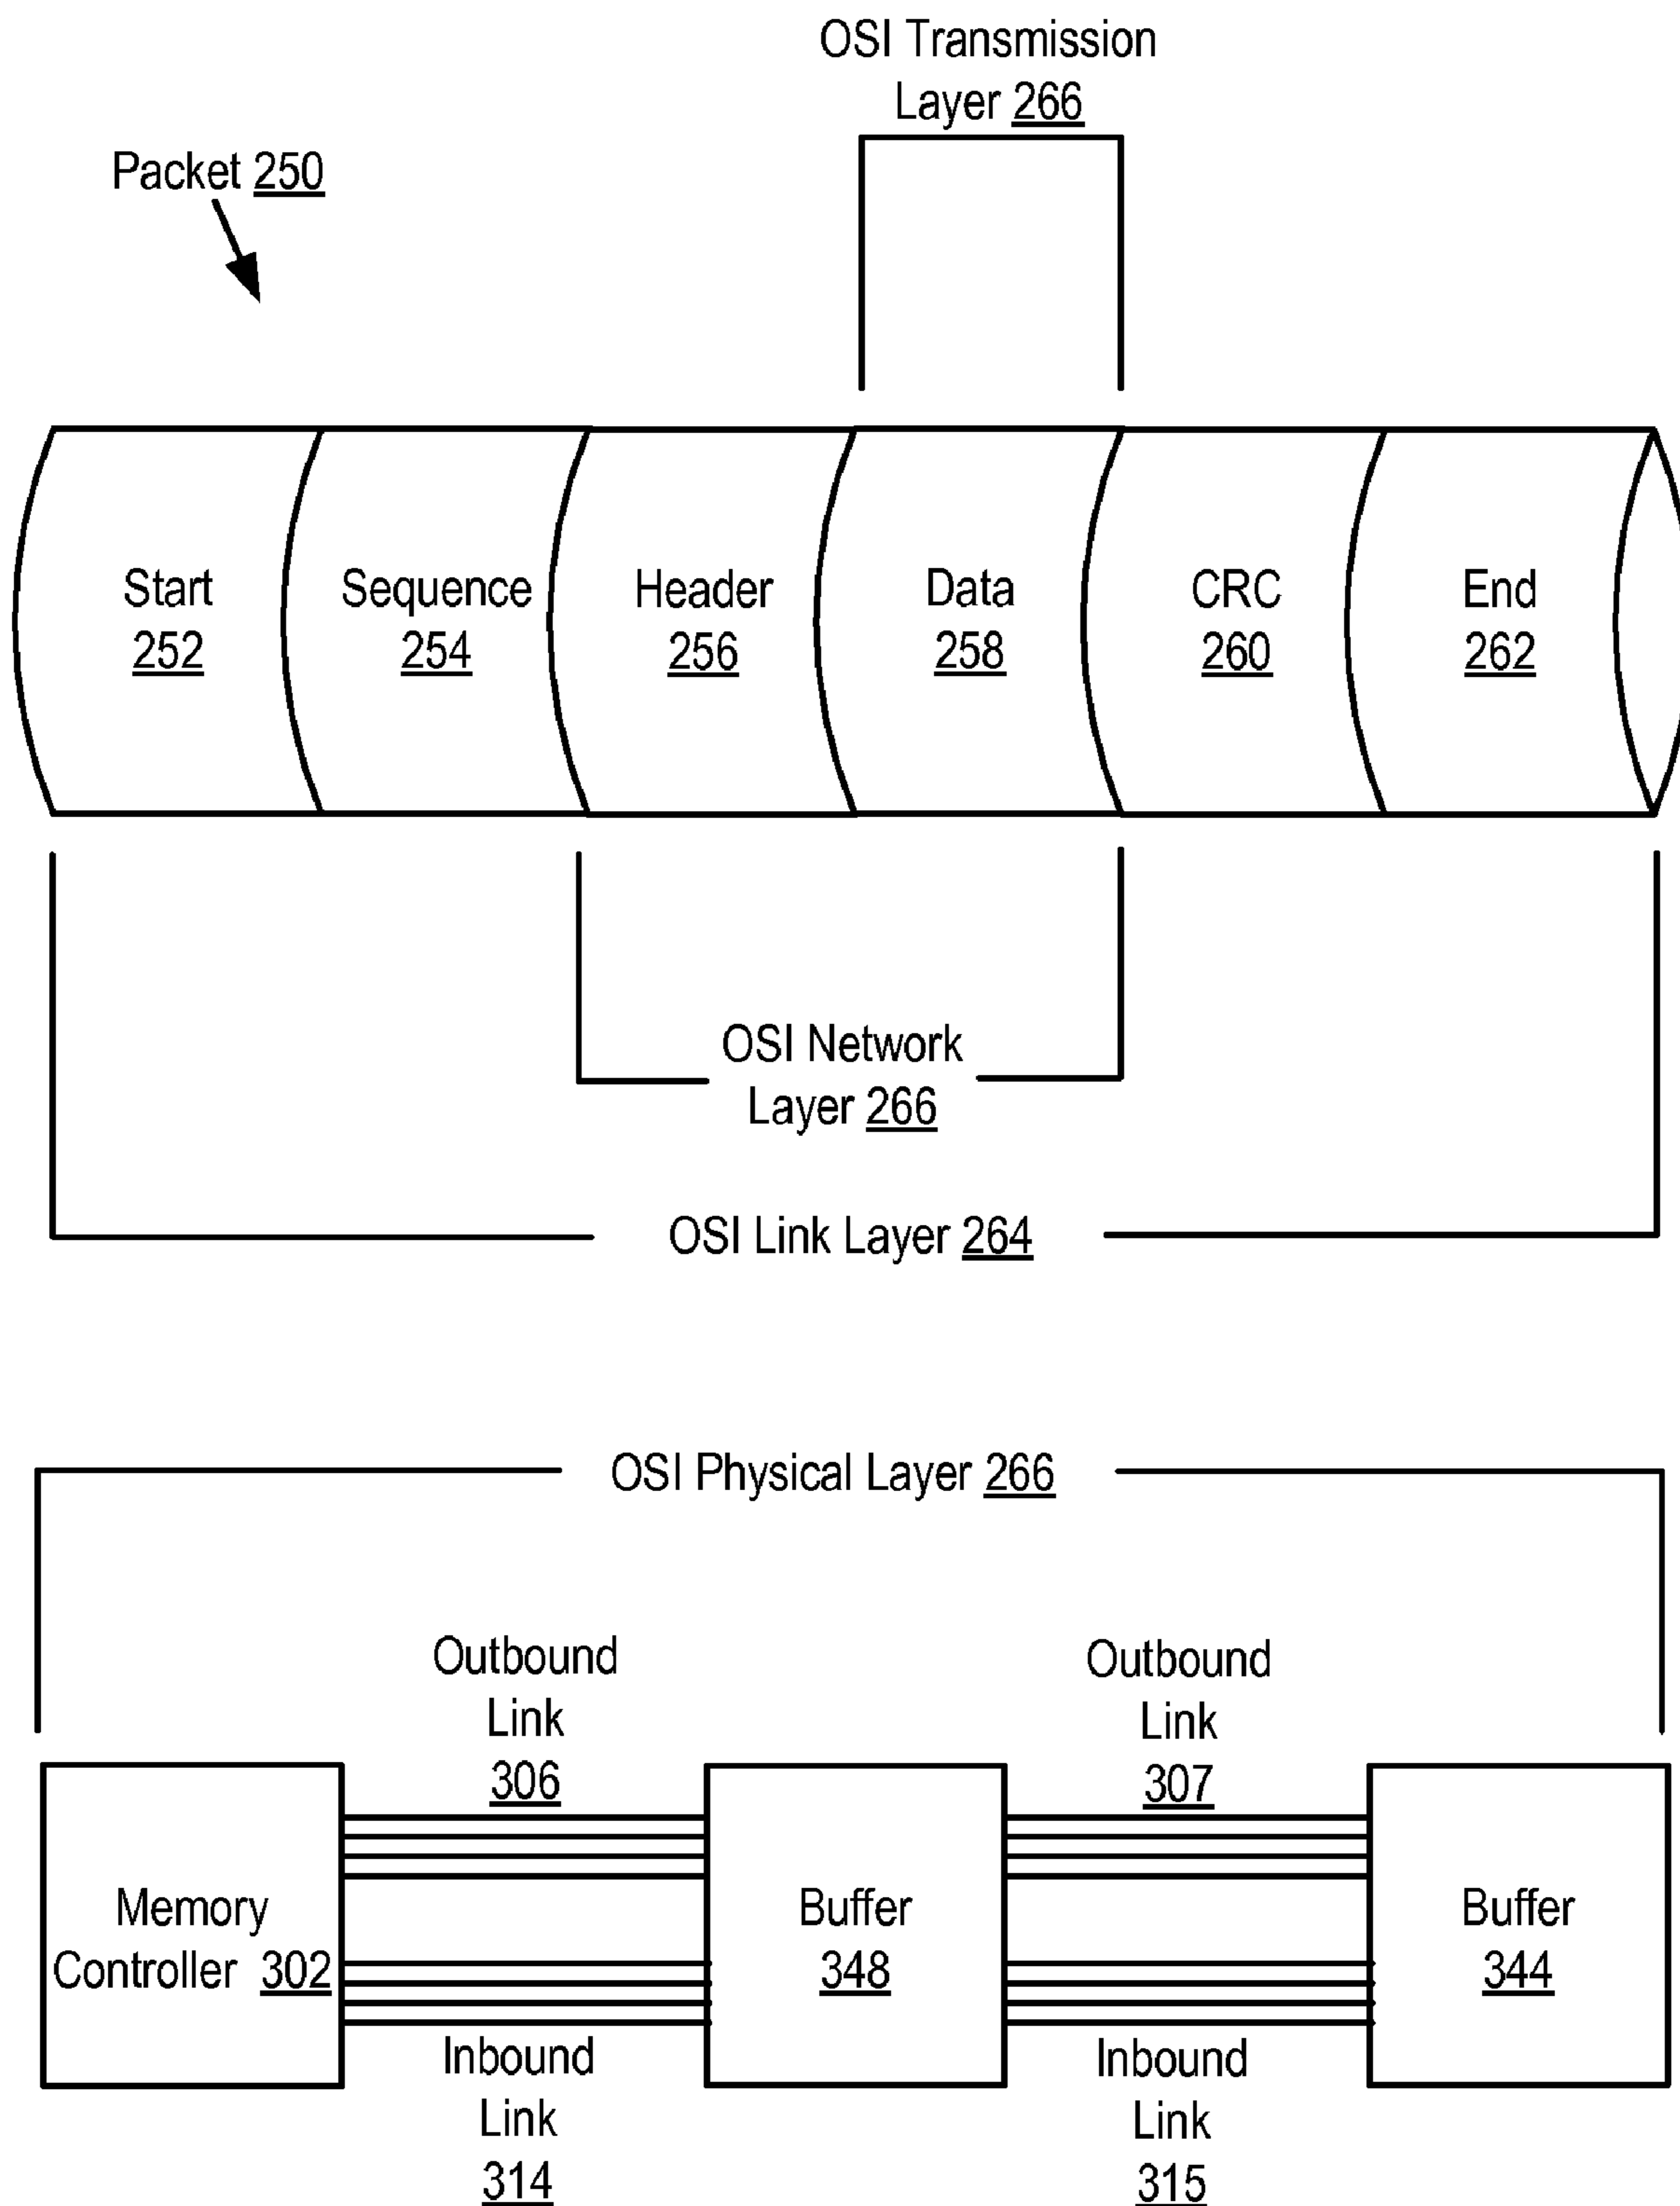 OSI Transmission
Layer 266
Packet 250
Start
252
Sequence
254
Header
256
Data
258
CRC
260
End
262
OSI Network
Layer 266
OSI Link Layer 264
OSI Physical Layer 266
Outbound
Link
306
Outbound
Link
307
Memory
Controller 302
Buffer
348
Buffer
344
Inbound
Link
314
Inbound
Link
315